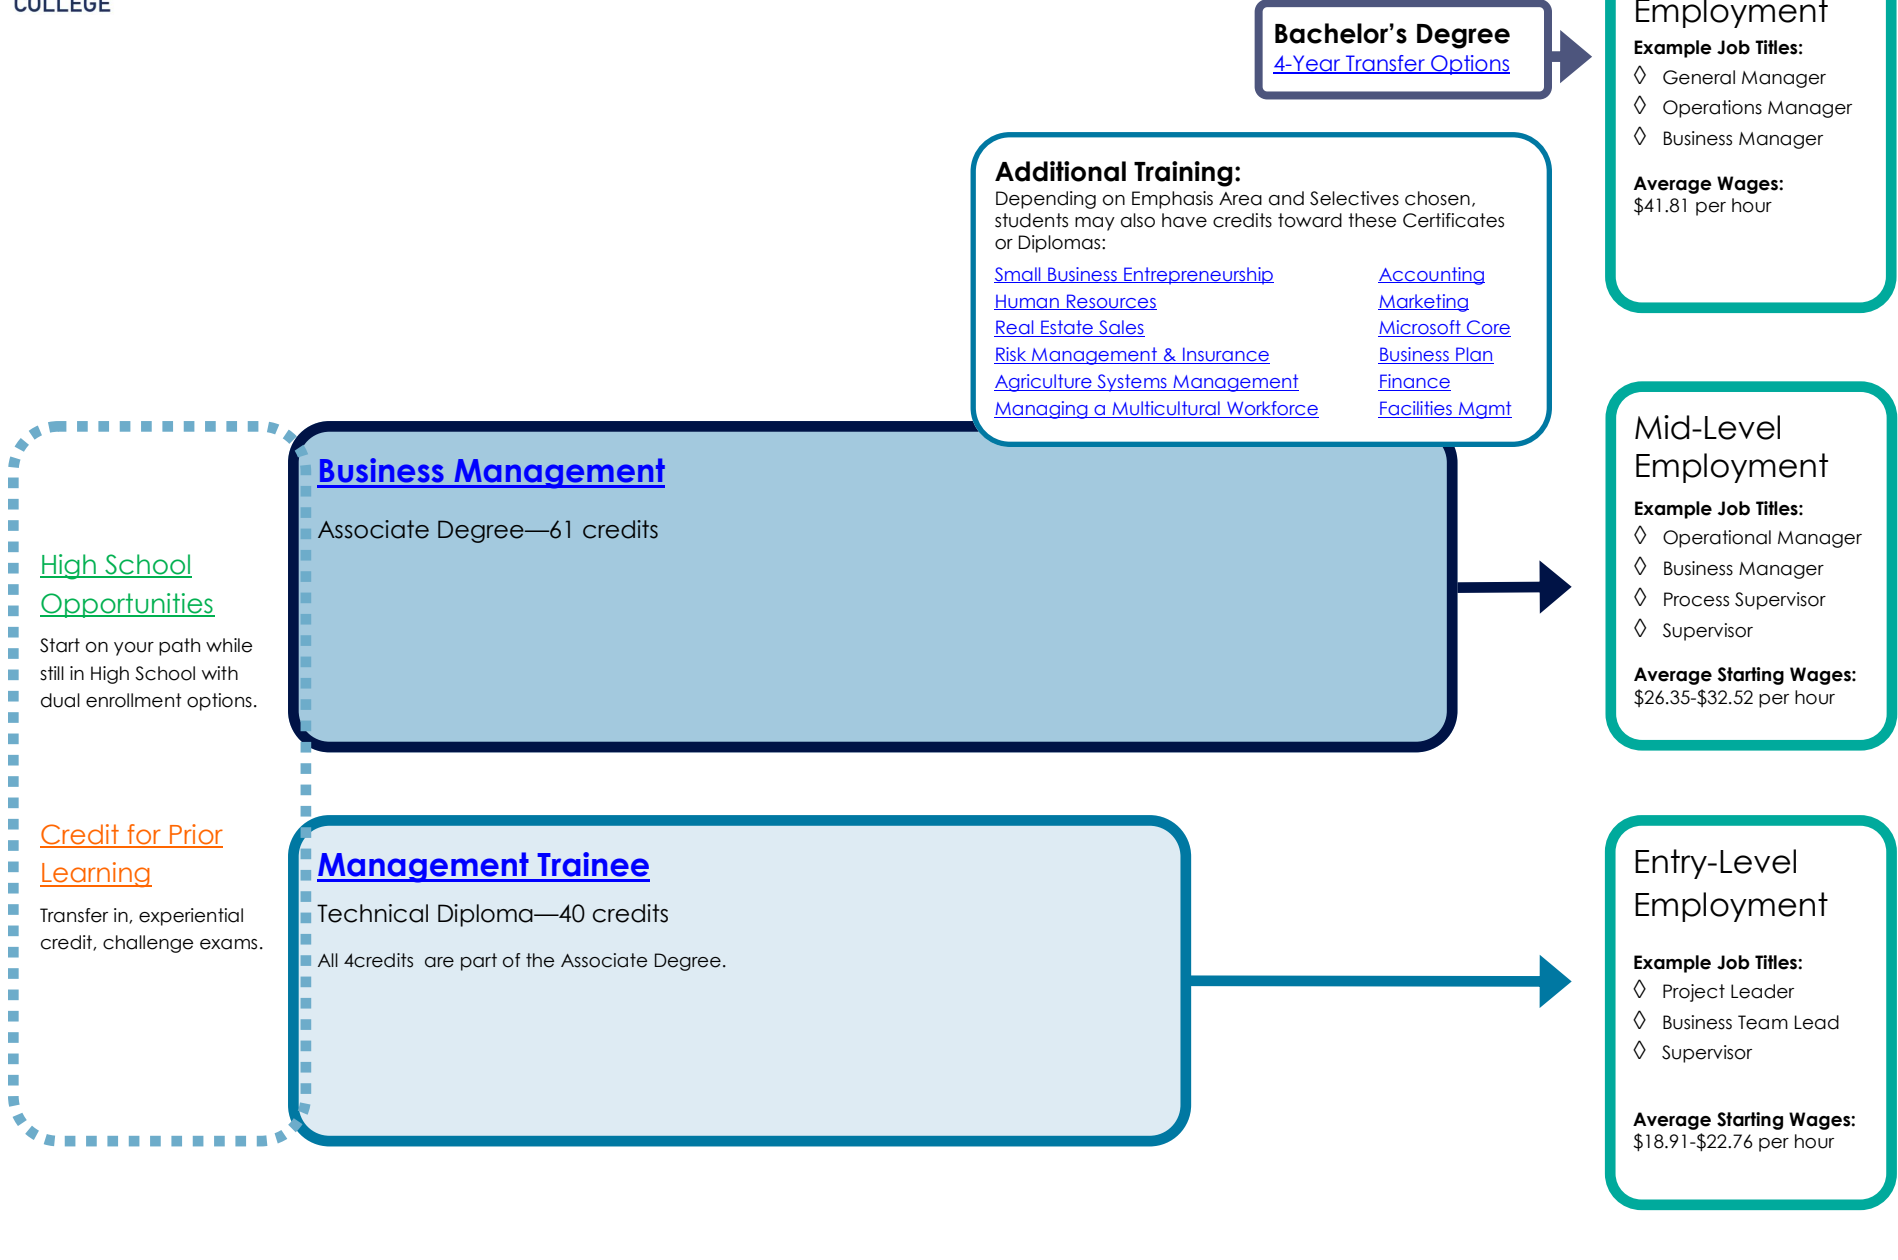 COLLEGE
Bachelor’s Degree
4-Year Transfer Options
Employment
Example Job Titles:
◊ General Manager
◊ Operations Manager
◊ Business Manager
Average Wages:
$41.81 per hour
Additional Training:
Depending on Emphasis Area and Selectives chosen,
students may also have credits toward these Certificates
or Diplomas:
Small Business Entrepreneurship
Human Resources
Real Estate Sales
Risk Management & Insurance
Agriculture Systems Management
Managing a Multicultural Workforce
Accounting
Marketing
Microsoft Core
Business Plan
Finance
Facilities Mgmt
High School
Opportunities
Start on your path while
still in High School with
dual enrollment options.
Credit for Prior
Learning
Transfer in, experiential
credit, challenge exams.
Business Management
Associate Degree—61 credits
Mid-Level
Employment
Example Job Titles:
◊ Operational Manager
◊ Business Manager
◊ Process Supervisor
◊ Supervisor
Average Starting Wages:
$26.35-$32.52 per hour
Management Trainee
Technical Diploma—40 credits
All 4credits  are part of the Associate Degree.
Entry-Level
Employment
Example Job Titles:
◊ Project Leader
◊ Business Team Lead
◊ Supervisor
Average Starting Wages:
$18.91-$22.76 per hour